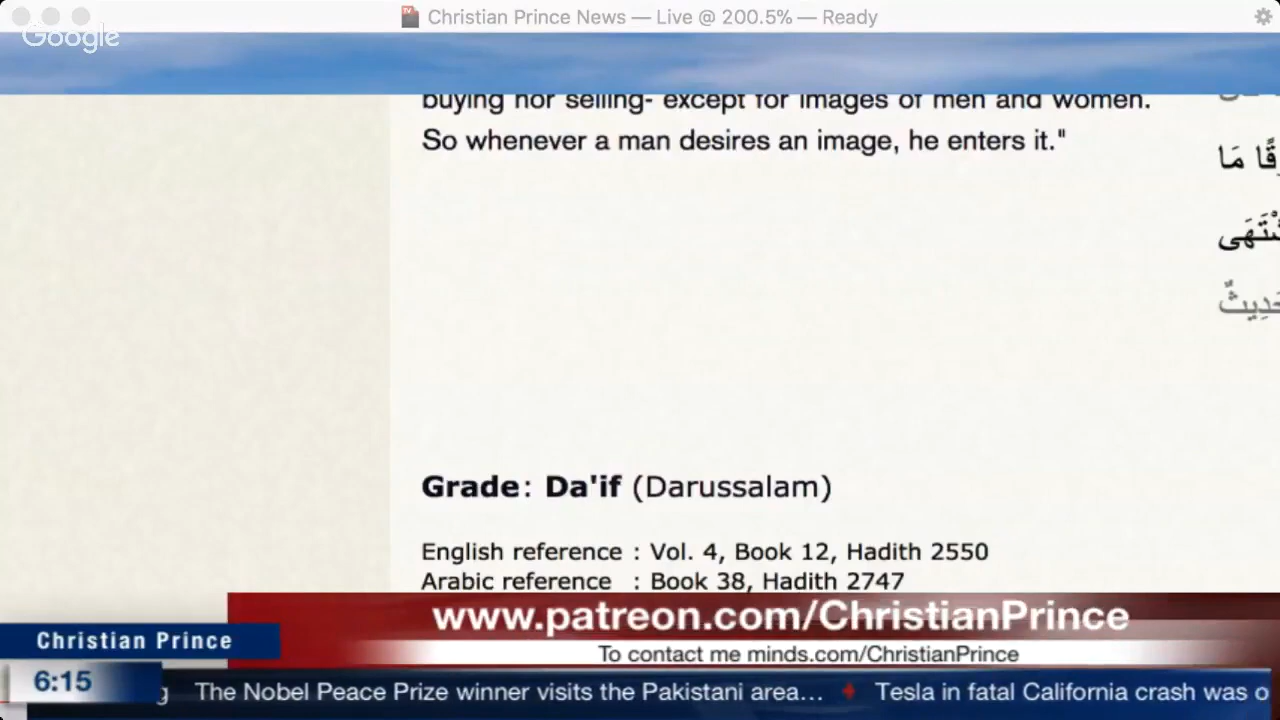 Christian Prince News — Live @ 200.5% — Ready
Google
buying nor selling- except for images of men and women.
So whenever a man desires an image, he enters it."
Grade: Da'if (Darussalam)
English reference : Vol. 4, Book 12, Hadith 2550
Arabic reference : Book 38, Hadith 2747
www.patreon.com/ChristianPrince
To contact me minds.com/ChristianPrince
Christian Prince
6:15
The Nobel Peace Prize winner visits the Pakistani area... Tesla in fatal California crash was